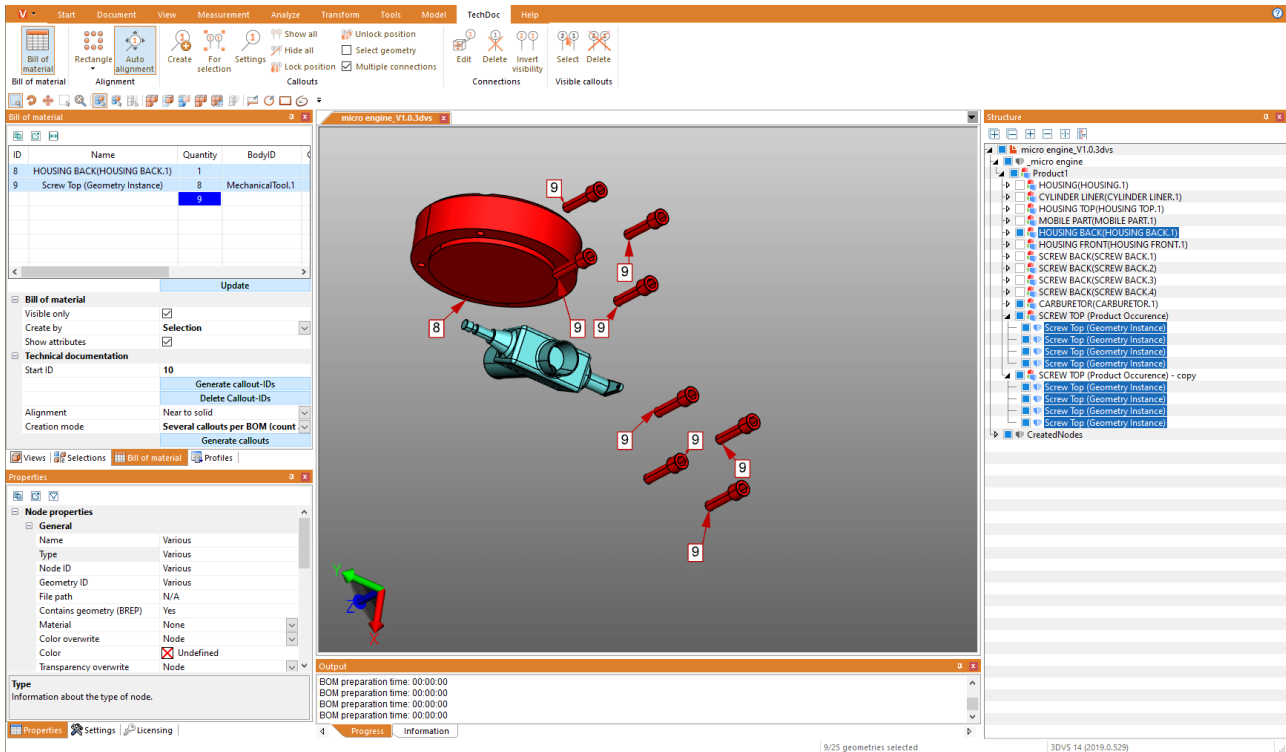 V Start Document View Measurement Analyze Transform Tools Model TechDoc Help
Bill of material
Rectangle
Auto alignment
Create
For selection
Settings
Show all
Hide all
Lock position
Unlock position
Select geometry
Multiple connections
Edit
Delete
Invert visibility
Select
Delete
Bill of material
Alignment
Callouts
Connections
Visible callouts
Bill of material
ID Name Quantity BodyID
8 HOUSING BACK(HOUSING BACK.1) 1
9 Screw Top (Geometry Instance) 8 MechanicalTool.1
9
Update
Bill of material
Visible only
Create by Selection
Show attributes
Technical documentation
Start ID 10
Generate callout-IDs
Delete Callout-IDs
Alignment Near to solid
Creation mode Several callouts per BOM (count
Generate callouts
Views Selections Bill of material Profiles
Properties
Node properties
General
Name Various
Type Various
Node ID Various
Geometry ID Various
File path N/A
Contains geometry (BREP) Yes
Material None
Color overwrite Node
Color Undefined
Transparency overwrite Node
Type
Information about the type of node.
Properties Settings Licensing
micro engine_V1.0.3dvs
9
9
9
8
9
9
9
9
9
9
Y
Z
X
Output
BOM preparation time: 00:00:00
BOM preparation time: 00:00:00
BOM preparation time: 00:00:00
BOM preparation time: 00:00:00
Progress Information
Structure
micro engine_V1.0.3dvs
_micro engine
Product1
HOUSING(HOUSING.1)
CYLINDER LINER(CYLINDER LINER.1)
HOUSING TOP(HOUSING TOP.1)
MOBILE PART(MOBILE PART.1)
HOUSING BACK(HOUSING BACK.1)
HOUSING FRONT(HOUSING FRONT.1)
SCREW BACK(SCREW BACK.1)
SCREW BACK(SCREW BACK.2)
SCREW BACK(SCREW BACK.3)
SCREW BACK(SCREW BACK.4)
CARBURETOR(CARBURETOR.1)
SCREW TOP (Product Occurence)
Screw Top (Geometry Instance)
Screw Top (Geometry Instance)
Screw Top (Geometry Instance)
Screw Top (Geometry Instance)
SCREW TOP (Product Occurence) - copy
Screw Top (Geometry Instance)
Screw Top (Geometry Instance)
Screw Top (Geometry Instance)
Screw Top (Geometry Instance)
CreatedNodes
9/25 geometries selected
3DVS 14 (2019.0.529)